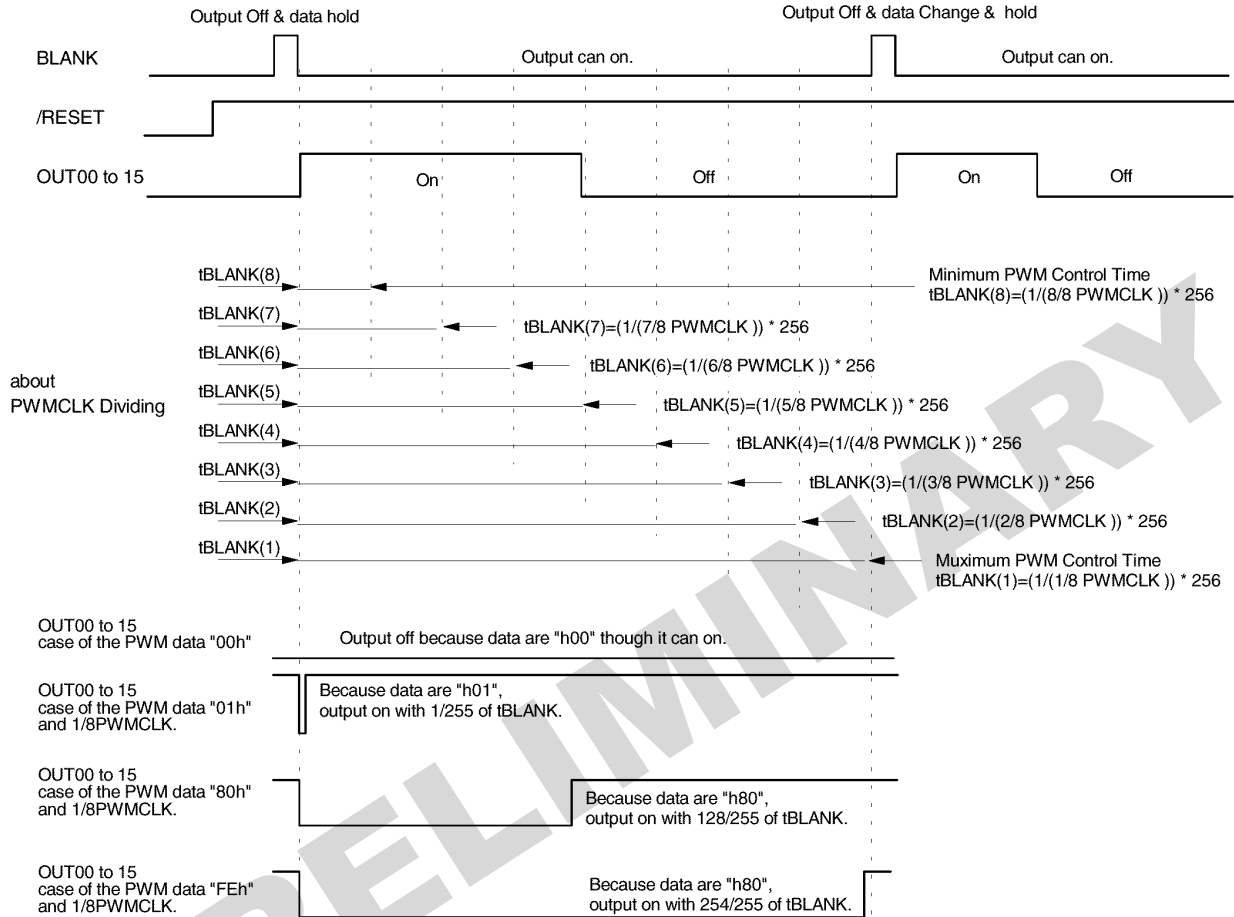 Output Off & data hold
Output Off & data Change & hold
BLANK
Output can on.
Output can on.
/RESET
OUT00 to 15
On
Off
On
Off
tBLANK(8)
Minimum PWM Control Time
tBLANK(8)=(1/(8/8 PWMCLK )) * 256
tBLANK(7)
tBLANK(7)=(1/(7/8 PWMCLK )) * 256
tBLANK(6)
tBLANK(6)=(1/(6/8 PWMCLK )) * 256
about
PWMCLK Dividing
tBLANK(5)
tBLANK(5)=(1/(5/8 PWMCLK )) * 256
tBLANK(4)
tBLANK(4)=(1/(4/8 PWMCLK )) * 256
tBLANK(3)
tBLANK(3)=(1/(3/8 PWMCLK )) * 256
tBLANK(2)
tBLANK(2)=(1/(2/8 PWMCLK )) * 256
tBLANK(1)
Muximum PWM Control Time
tBLANK(1)=(1/(1/8 PWMCLK )) * 256
OUT00 to 15
case of the PWM data "00h"
Output off because data are "h00" though it can on.
OUT00 to 15
case of the PWM data "01h"
and 1/8PWMCLK.
Because data are "h01",
output on with 1/255 of tBLANK.
OUT00 to 15
case of the PWM data "80h"
and 1/8PWMCLK.
Because data are "h80",
output on with 128/255 of tBLANK.
OUT00 to 15
case of the PWM data "FEh"
and 1/8PWMCLK.
Because data are "h80",
output on with 254/255 of tBLANK.
PRELIMINARY